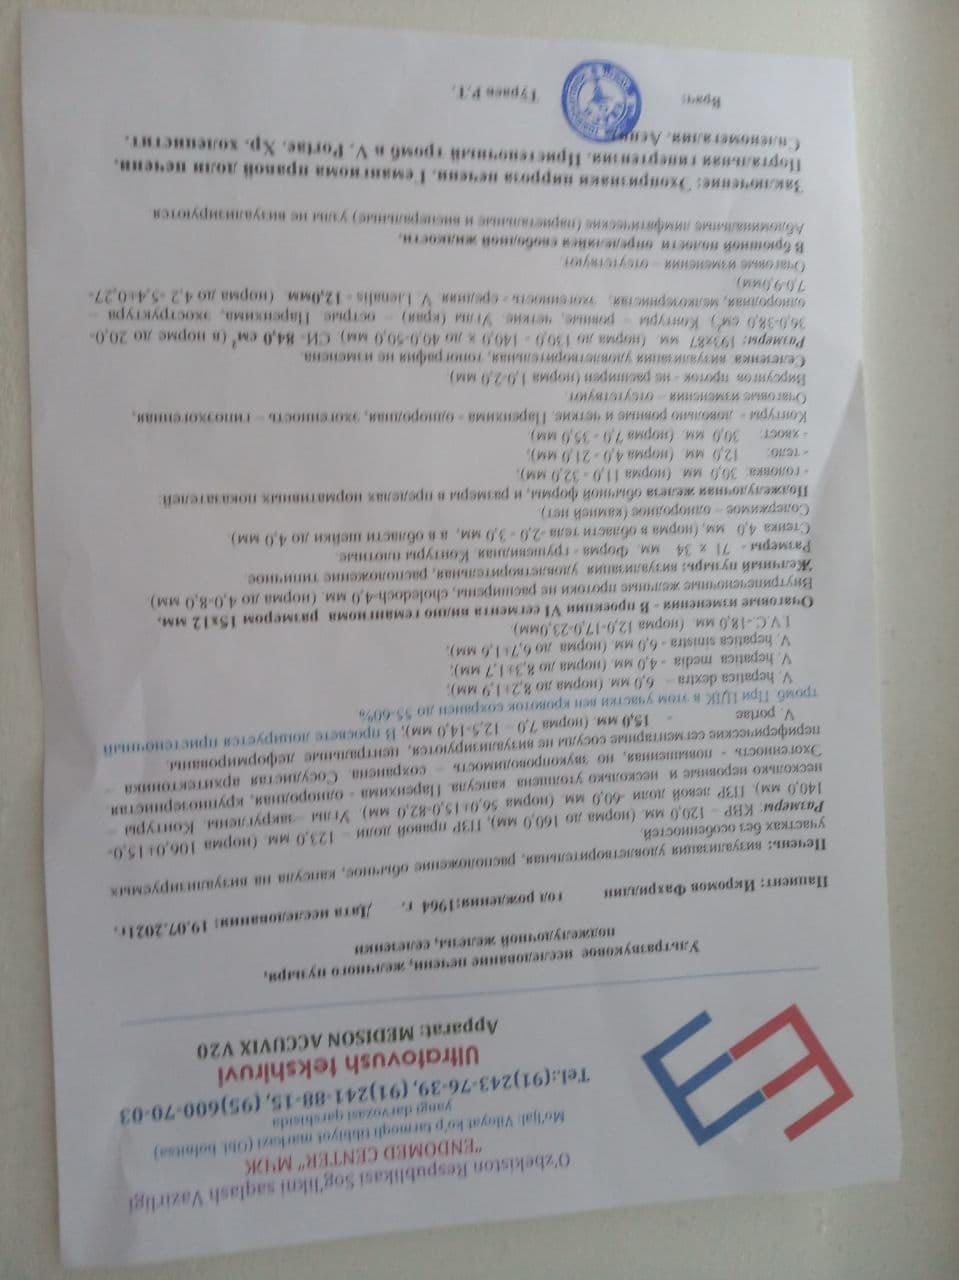 O'zbekiston Respublikasi Sog'likni saqlash Vazirligi
"ENDOMED CENTER" МЧЖ
Mo'ljal: Viloyat ko'p tarmoqli tibbiyot markazi (Obl. bolnitsa)
yangi darvozasi qarshisida
Tel.:(91)243-76-39, (91)241-88-15, (95)600-70-03
Ultratovush tekshiruvi
Apparat: MEDISON ACCUVIX V20
Ультразвуковое исследование печени, желчного пузыря,
поджелудочной железы, селезенки
Пациент: Икромов Фахриддин год рождения:1964 г. Дата исследования: 19.07.2021г.
Печень: визуализация удовлетворительная, расположение обычное, капсула на визуализируемых
участках без особенностей.
Размеры: КВР – 120,0 мм. (норма до 160,0 мм), ПЗР правой доли – 123,0 мм. (норма 106,0±15,0-
140,0 мм). ПЗР левой доли -60,0 мм. (норма 56,0±15,0-82,0 мм) Углы –закруглены. Контуры –
несколько неровные и несколько утолщена капсула. Паренхима - однородная, крупнозернистая.
Эхогенность - повышенная, но звукопроводимость – сохранена. Сосудистая архитектоника –
периферические сегментарные сосуды не визуализируются, центральные деформированы.
V. portae - 15,0 мм. (норма 7,0 – 12,5-14,0 мм); В просвете лоцируется пристеночный
тромб. При ЦДК в этом участки вен кровоток сохранен до 55-60%
V. hepatica dextra – 6,0 мм. (норма до 8,2±1,9 мм);
V. hepatica media - 4,0 мм. (норма до 8,3±1,7 мм);
V. hepatica sinistra - 6,0 мм. (норма до 6,7±1,6 мм);
I.V.C.-18,0 мм. (норма 12,0-17,0-23,0мм).
Очаговые изменения - В проекции VI сегмента видно гемангиома размером 15х12 мм.
Внутрипеченочные желчные протоки не расширены, choledoch-4,0 мм. (норма до 4,0-8,0 мм)
Желчный пузырь: визуализация удовлетворительная, расположение типичное.
Размеры - 71 х 34 мм. Форма - грушевидная. Контуры плотные.
Стенка 4,0 мм, (норма в области тела -2,0 - 3,0 мм, а в области шейки до 4,0 мм)
Содержимое – однородное (камней нет)
Поджелудочная железа обычной формы, и размеры в пределах нормативных показателей:
- головка: 30,0 мм. (норма 11,0 - 32,0 мм),
- тело: 12,0 мм (норма 4,0 - 21,0 мм),
- хвост: 30,0 мм. (норма 7,0 - 35,0 мм)
Контуры - довольно ровные и четкие. Паренхима - однородная, эхогенность – гипоэхогенная,
Очаговые изменения – отсутствуют.
Вирсунгов проток - не расширен (норма 1,0-2,0 мм)
Селезенка визуализация удовлетворительная, топография не изменена.
Размеры: 193х87 мм (норма до 130,0 - 140,0 х до 40,0-50,0 мм) СИ- 84,0 см² (в норме до 20,0-
36,0-38,0 см²) Контуры – ровные, четкие. Углы (края) – острые. Паренхима, эхоструктура –
однородная, мелкозернистая, эхогенность - средняя. V. Lienalis - 12,0мм. (норма до 4,2 -5,4±0,27-
7,0-9,0мм)
Очаговые изменения – отсутствуют.
В брюшной полости определяйся свободной жидкости.
Абдоминальные лимфатические (париетальные и висцеральные) узлы не визуализируются.
Заключение: Эхопризнаки цирроза печени. Гемангиома правой доли печени.
Портальная гипертензия. Пристеночный тромб в V. Portae. Хр. холецистит.
Спленомегалия. Асцит.
Врач: Тураев Р.Т.